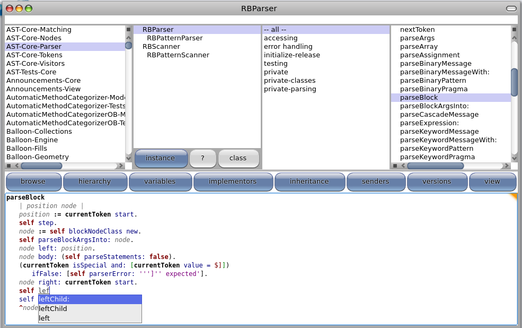 RBParser
AST-Core-Matching
AST-Core-Nodes
AST-Core-Parser
AST-Core-Tokens
AST-Core-Visitors
AST-Tests-Core
Announcements-Core
Announcements-View
AutomaticMethodCategorizer-Mod
AutomaticMethodCategorizer-Tests
AutomaticMethodCategorizerOB-M
AutomaticMethodCategorizerOB-Te
Balloon-Collections
Balloon-Engine
Balloon-Fills
Balloon-Geometry
RBParser
RBPatternParser
RBScanner
RBPatternScanner
instance
?
class
-- all --
accessing
error handling
initialize-release
testing
private
private-classes
private-parsing
nextToken
parseArgs
parseArray
parseAssignment
parseBinaryMessage
parseBinaryMessageWith:
parseBinaryPattern
parseBinaryPragma
parseBlock
parseBlockArgsInto:
parseCascadeMessage
parseExpression:
parseKeywordMessage
parseKeywordMessageWith:
parseKeywordPattern
parseKeywordPragma
browse
hierarchy
variables
implementors
inheritance
senders
versions
view
parseBlock
| position node |
position := currentToken start.
self step.
node := self blockNodeClass new.
self parseBlockArgsInto: node.
node left: position.
node body: (self parseStatements: false).
(currentToken isSpecial and: [currentToken value = $]])
ifFalse: [self parserError: ''']'' expected'].
node right: currentToken start.
self lef
self
^node
leftChild:
leftChild
left